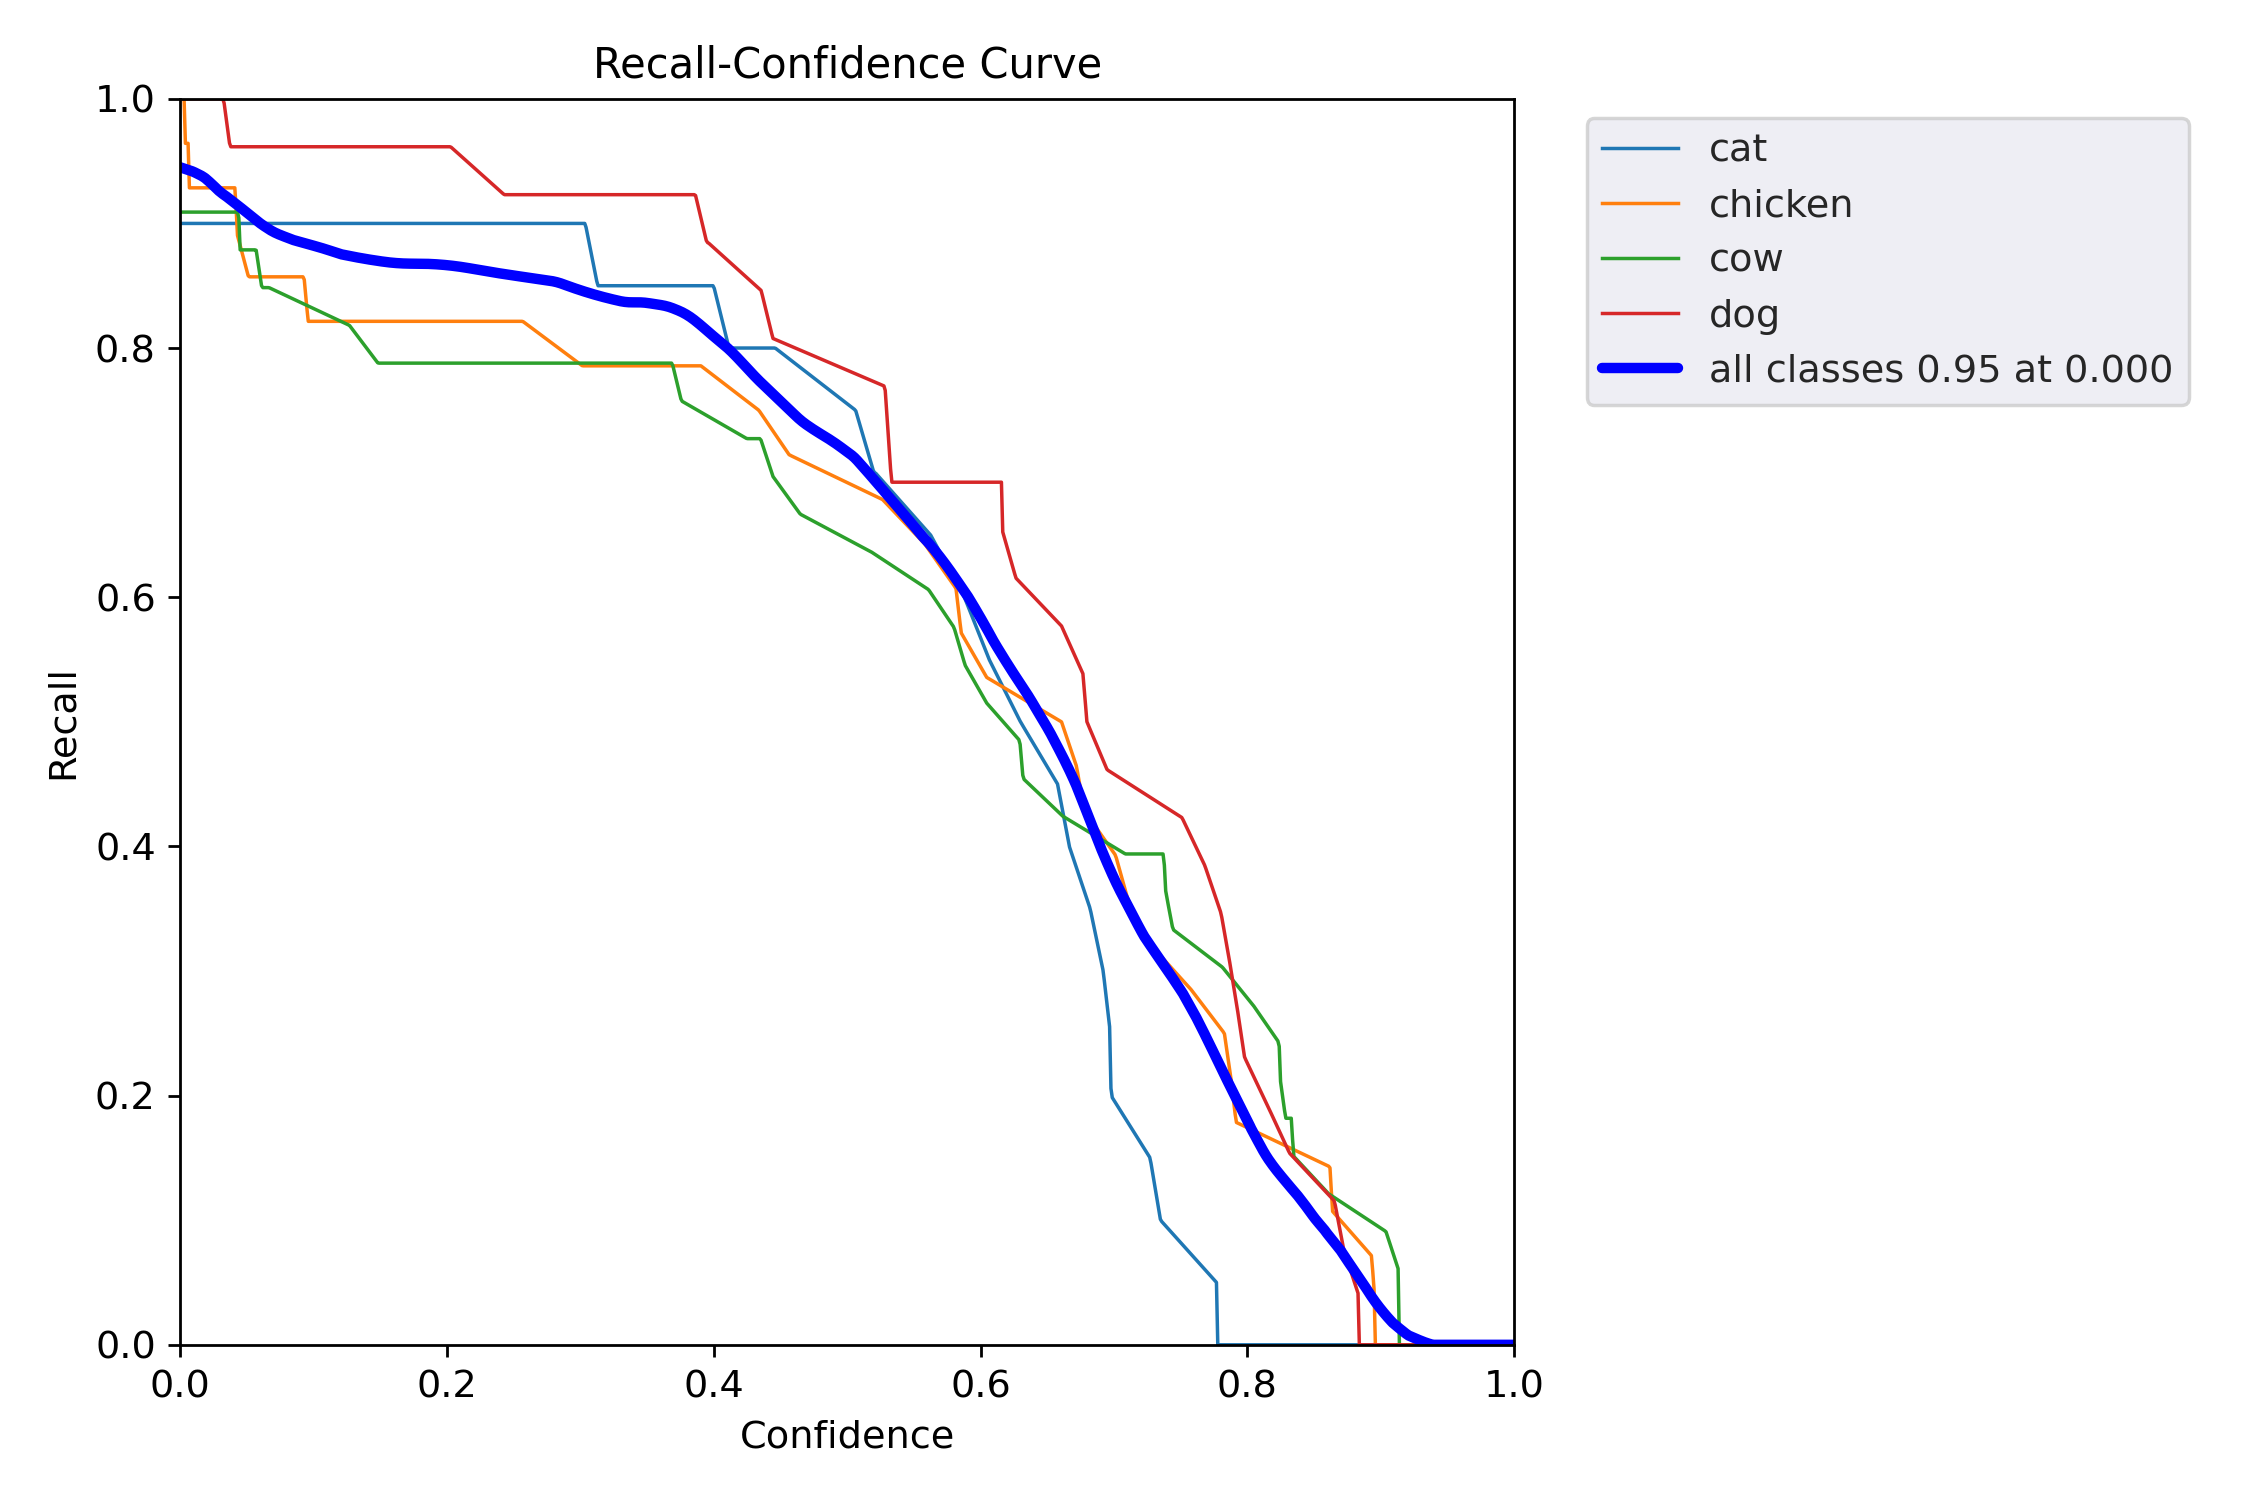 Recall-Confidence Curve
1.0
0.8
0.6
0.4
0.2
0.0
Recall
0.0 0.2 0.4 0.6 0.8 1.0
Confidence
cat
chicken
cow
dog
all classes 0.95 at 0.000